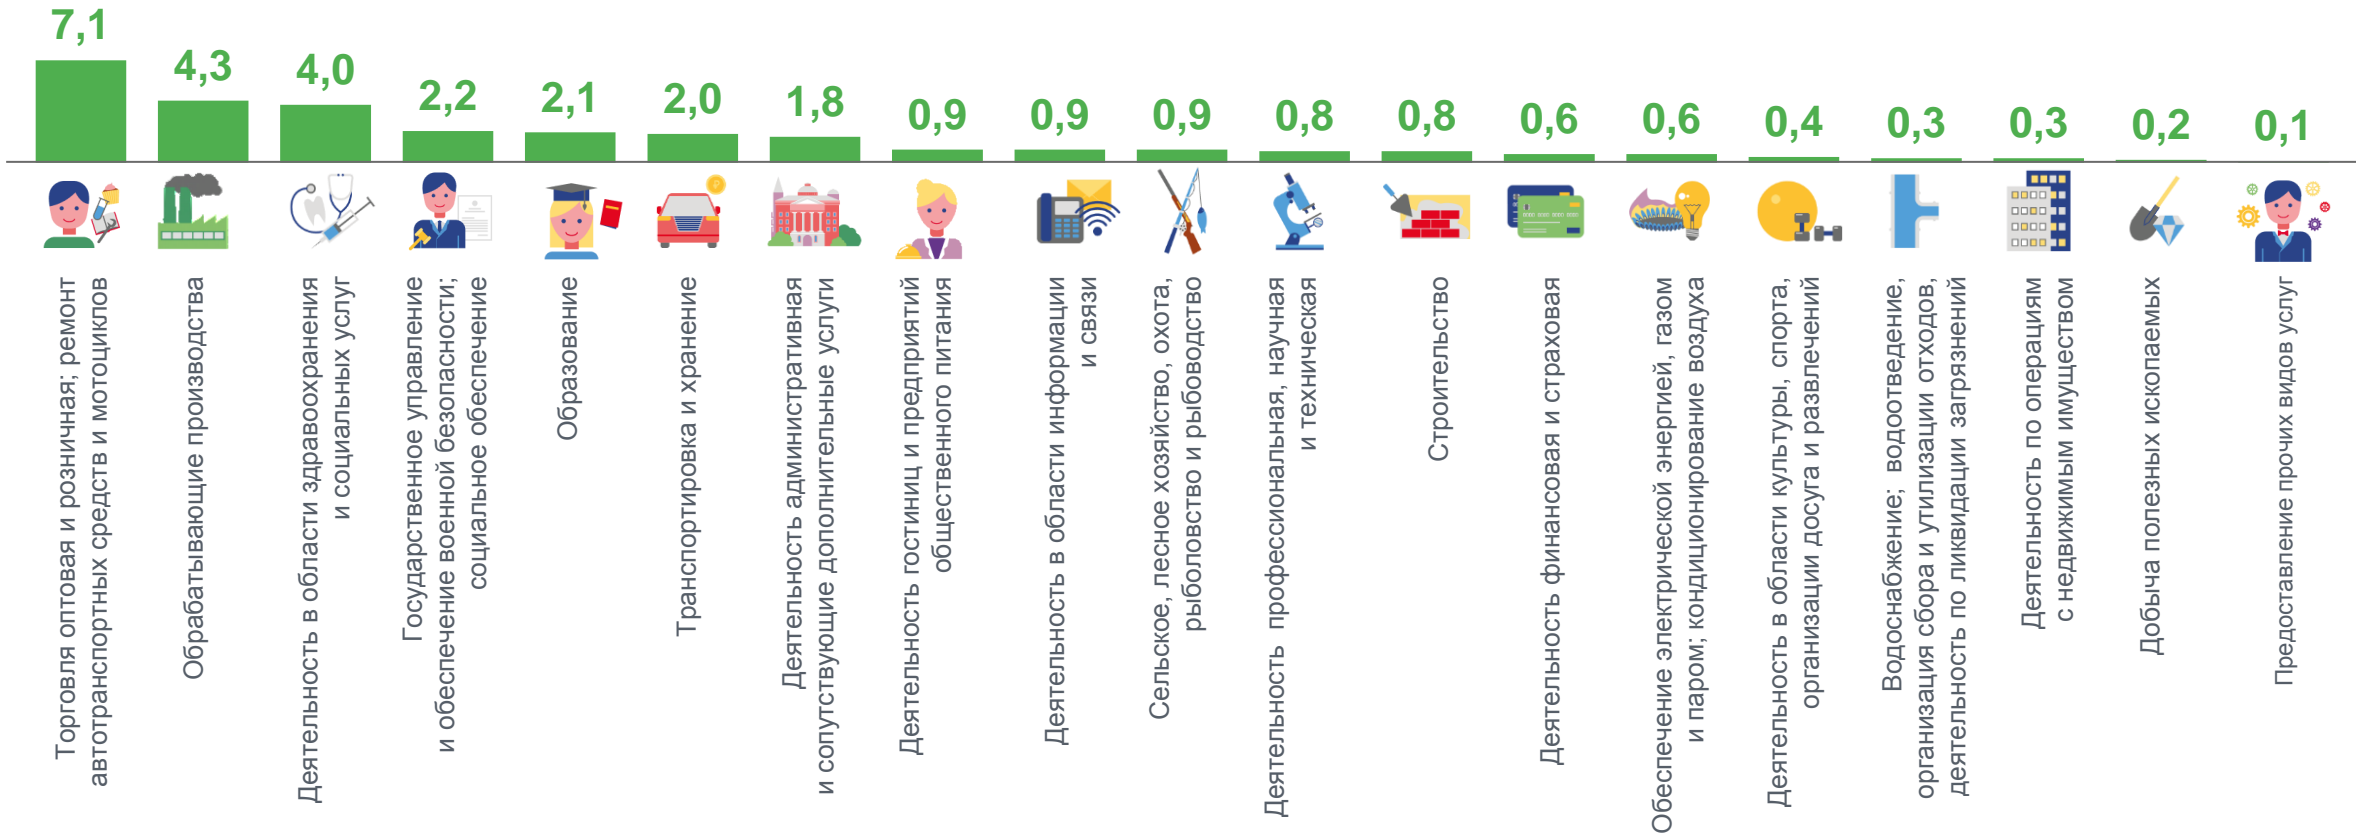 7,1
4,3
4,0
2,2
2,1
2,0
1,8
0,9
0,9
0,9
0,8
0,8
0,6
0,6
0,4
0,3
0,3
0,2
0,1
Торговля оптовая и розничная; ремонт
автотранспортных средств и мотоциклов
Обрабатывающие производства
Деятельность в области здравоохранения
и социальных услуг
Государственное управление
и обеспечение военной безопасности;
социальное обеспечение
Образование
Транспортировка и хранение
Деятельность административная
и сопутствующие дополнительные услуги
Деятельность гостиниц и предприятий
общественного питания
Деятельность в области информации
и связи
Сельское, лесное хозяйство, охота,
рыболовство и рыбоводство
Деятельность профессиональная, научная
и техническая
Строительство
Деятельность финансовая и страховая
Обеспечение электрической энергией, газом
и паром; кондиционирование воздуха
Деятельность в области культуры, спорта,
организации досуга и развлечений
Водоснабжение; водоотведение,
организация сбора и утилизации отходов,
деятельность по ликвидации загрязнений
Деятельность по операциям
с недвижимым имуществом
Добыча полезных ископаемых
Предоставление прочих видов услуг